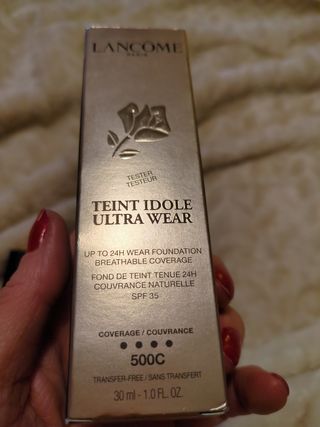 LANCÔME
PARIS
TESTER
TESTEUR
TEINT IDOLE
ULTRA WEAR
UP TO 24H WEAR FOUNDATION
BREATHABLE COVERAGE
FOND DE TEINT TENUE 24H
COUVRANCE NATURELLE
SPF 35
COVERAGE / COUVRANCE
500C
TRANSFER-FREE / SANS TRANSFERT
30 ml - 1.0 FL. OZ.